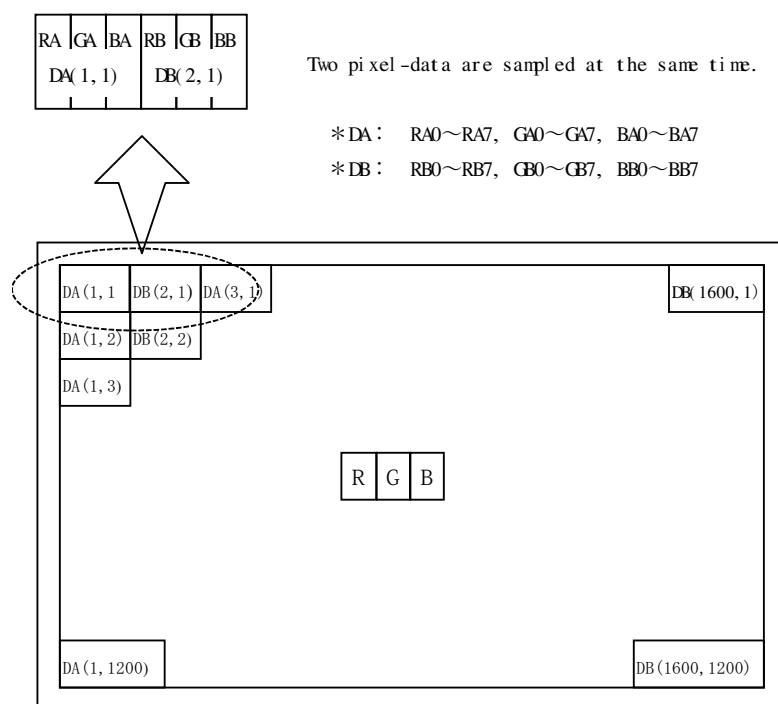 RA GA BA RB GB BB
DA(1,1) DB(2,1)
Two pixel-data are sampled at the same time.
＊DA： RA0～RA7, GA0～GA7, BA0～BA7
＊DB： RB0～RB7, GB0～GB7, BB0～BB7
DA(1,1 DB(2,1) DA(3,1) DB(1600,1)
DA(1,2) DB(2,2)
DA(1,3)
R G B
DA(1,1200) DB(1600,1200)